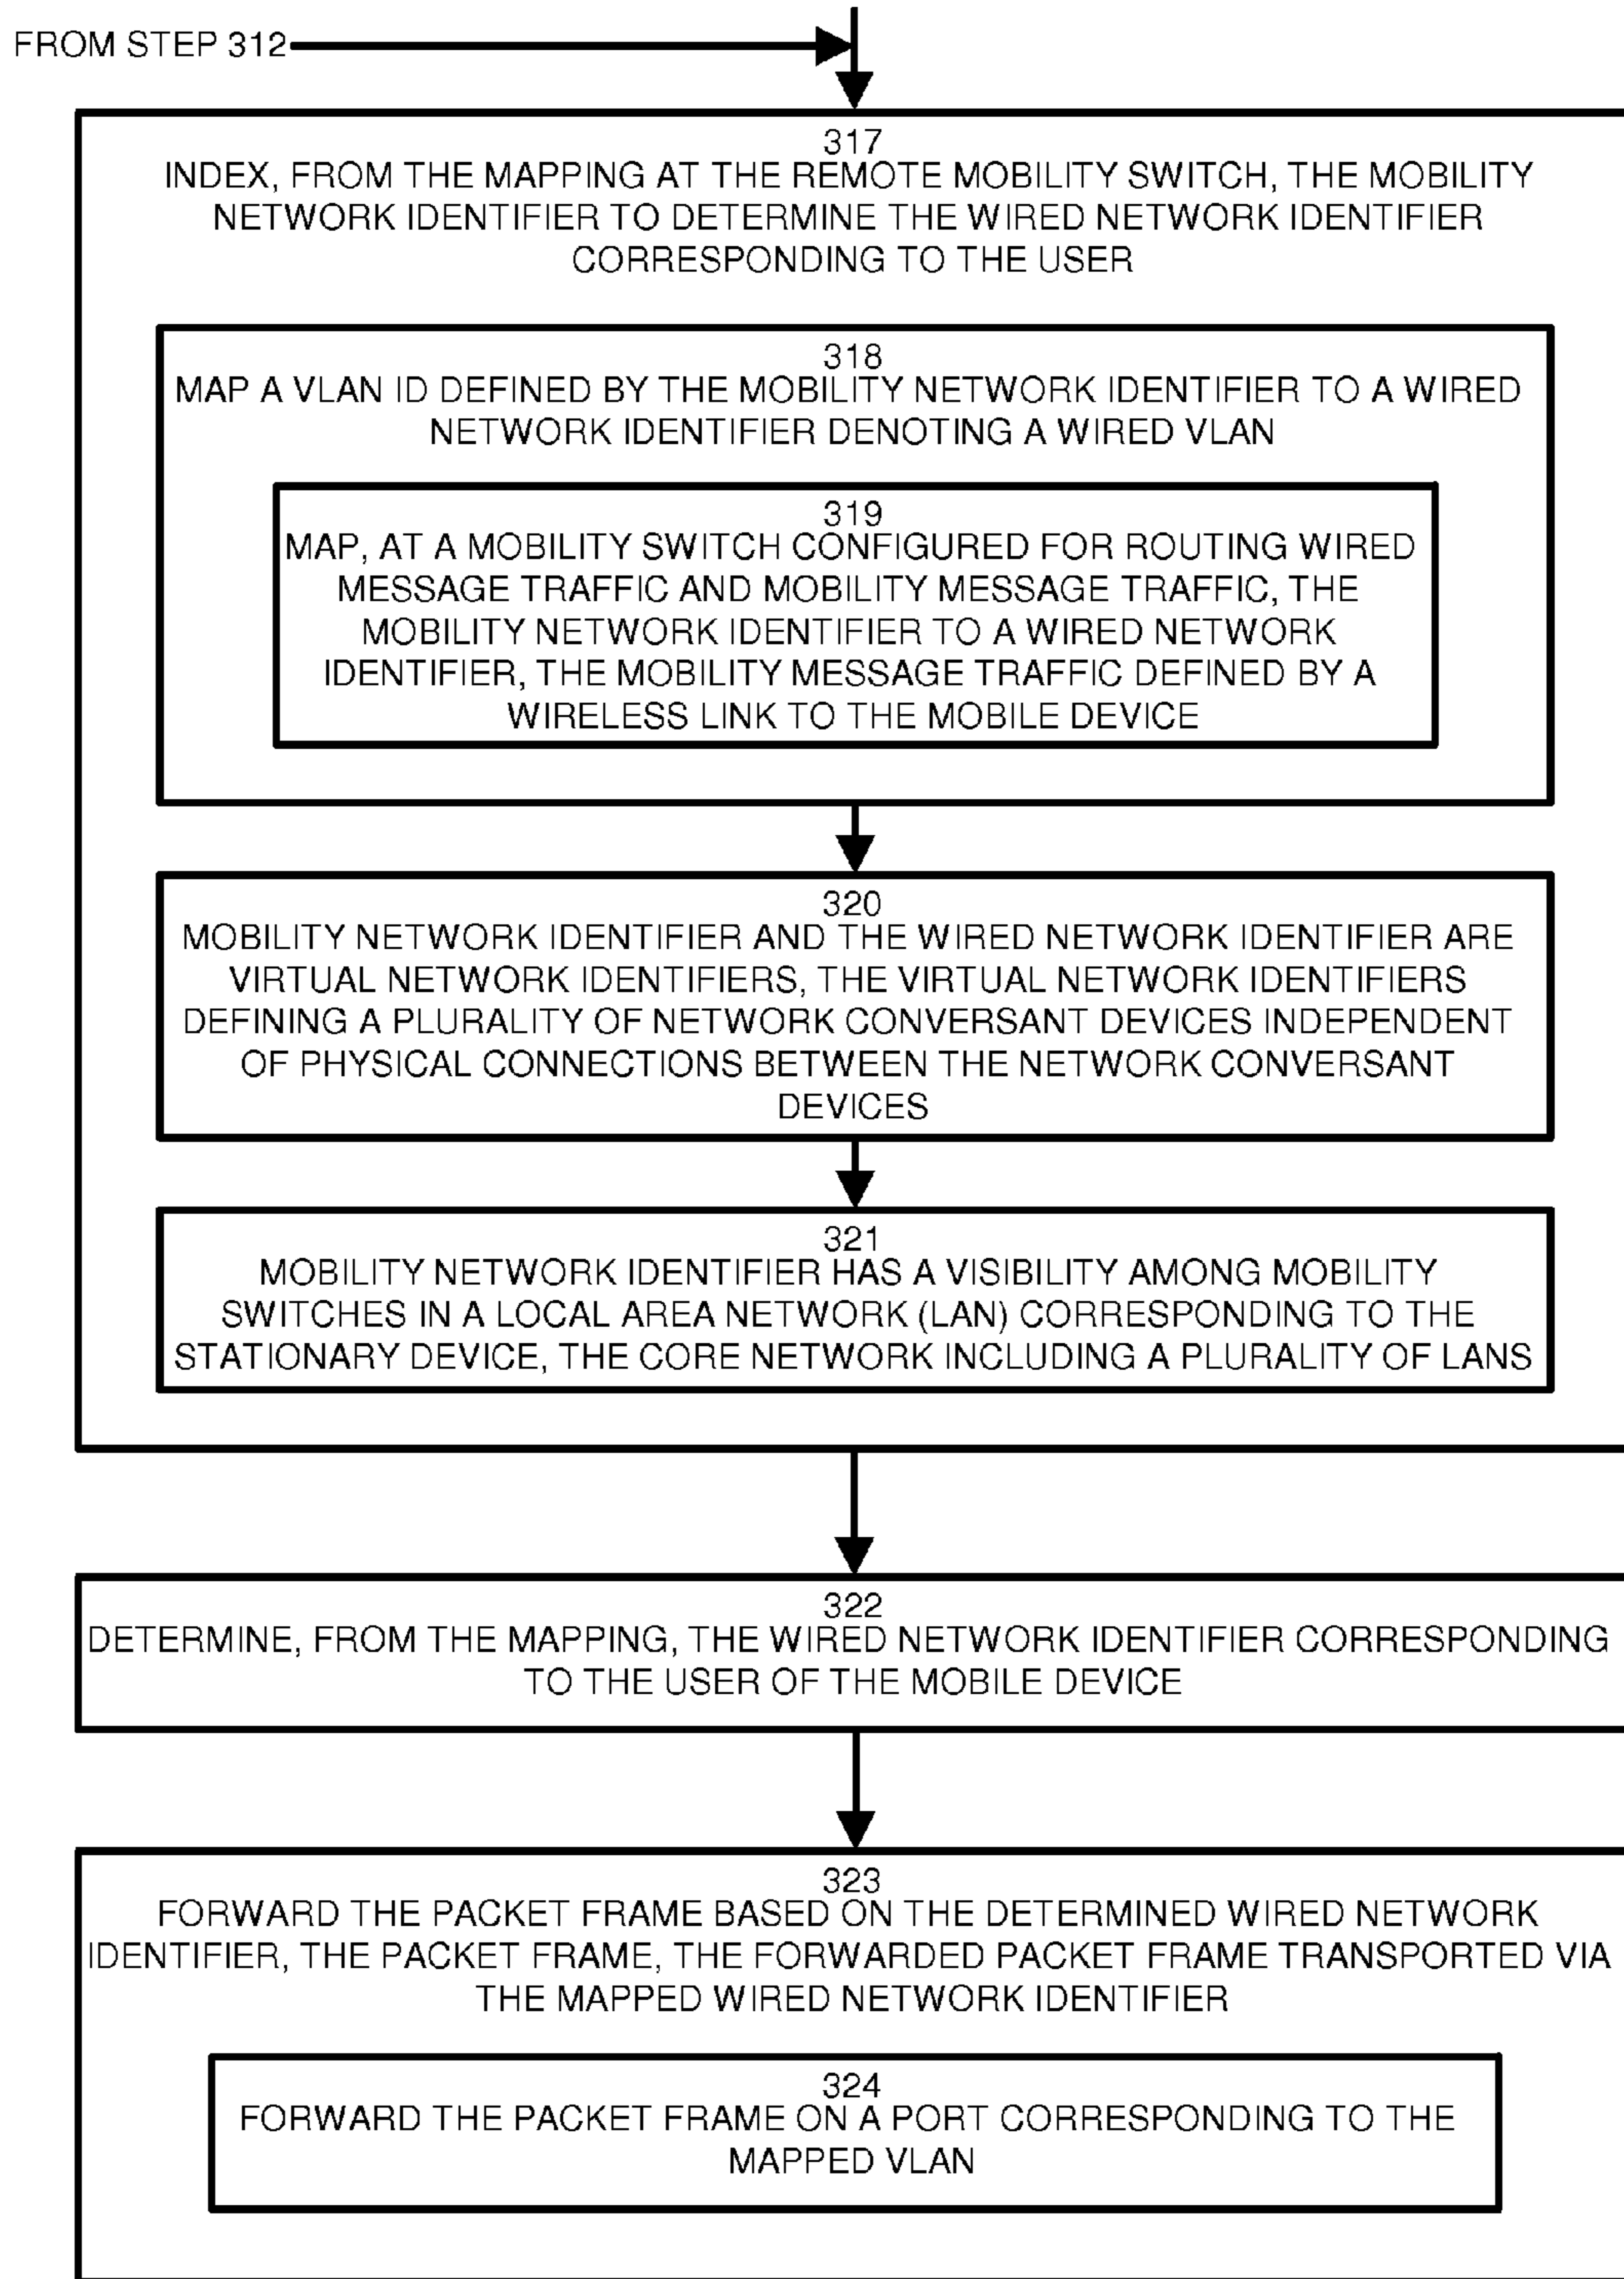 FROM STEP 312
317
INDEX, FROM THE MAPPING AT THE REMOTE MOBILITY SWITCH, THE MOBILITY
NETWORK IDENTIFIER TO DETERMINE THE WIRED NETWORK IDENTIFIER
CORRESPONDING TO THE USER
318
MAP A VLAN ID DEFINED BY THE MOBILITY NETWORK IDENTIFIER TO A WIRED
NETWORK IDENTIFIER DENOTING A WIRED VLAN
319
MAP, AT A MOBILITY SWITCH CONFIGURED FOR ROUTING WIRED
MESSAGE TRAFFIC AND MOBILITY MESSAGE TRAFFIC, THE
MOBILITY NETWORK IDENTIFIER TO A WIRED NETWORK
IDENTIFIER, THE MOBILITY MESSAGE TRAFFIC DEFINED BY A
WIRELESS LINK TO THE MOBILE DEVICE
320
MOBILITY NETWORK IDENTIFIER AND THE WIRED NETWORK IDENTIFIER ARE
VIRTUAL NETWORK IDENTIFIERS, THE VIRTUAL NETWORK IDENTIFIERS
DEFINING A PLURALITY OF NETWORK CONVERSANT DEVICES INDEPENDENT
OF PHYSICAL CONNECTIONS BETWEEN THE NETWORK CONVERSANT
DEVICES
321
MOBILITY NETWORK IDENTIFIER HAS A VISIBILITY AMONG MOBILITY
SWITCHES IN A LOCAL AREA NETWORK (LAN) CORRESPONDING TO THE
STATIONARY DEVICE, THE CORE NETWORK INCLUDING A PLURALITY OF LANS
322
DETERMINE, FROM THE MAPPING, THE WIRED NETWORK IDENTIFIER CORRESPONDING
TO THE USER OF THE MOBILE DEVICE
323
FORWARD THE PACKET FRAME BASED ON THE DETERMINED WIRED NETWORK
IDENTIFIER, THE PACKET FRAME, THE FORWARDED PACKET FRAME TRANSPORTED VIA
THE MAPPED WIRED NETWORK IDENTIFIER
324
FORWARD THE PACKET FRAME ON A PORT CORRESPONDING TO THE
MAPPED VLAN